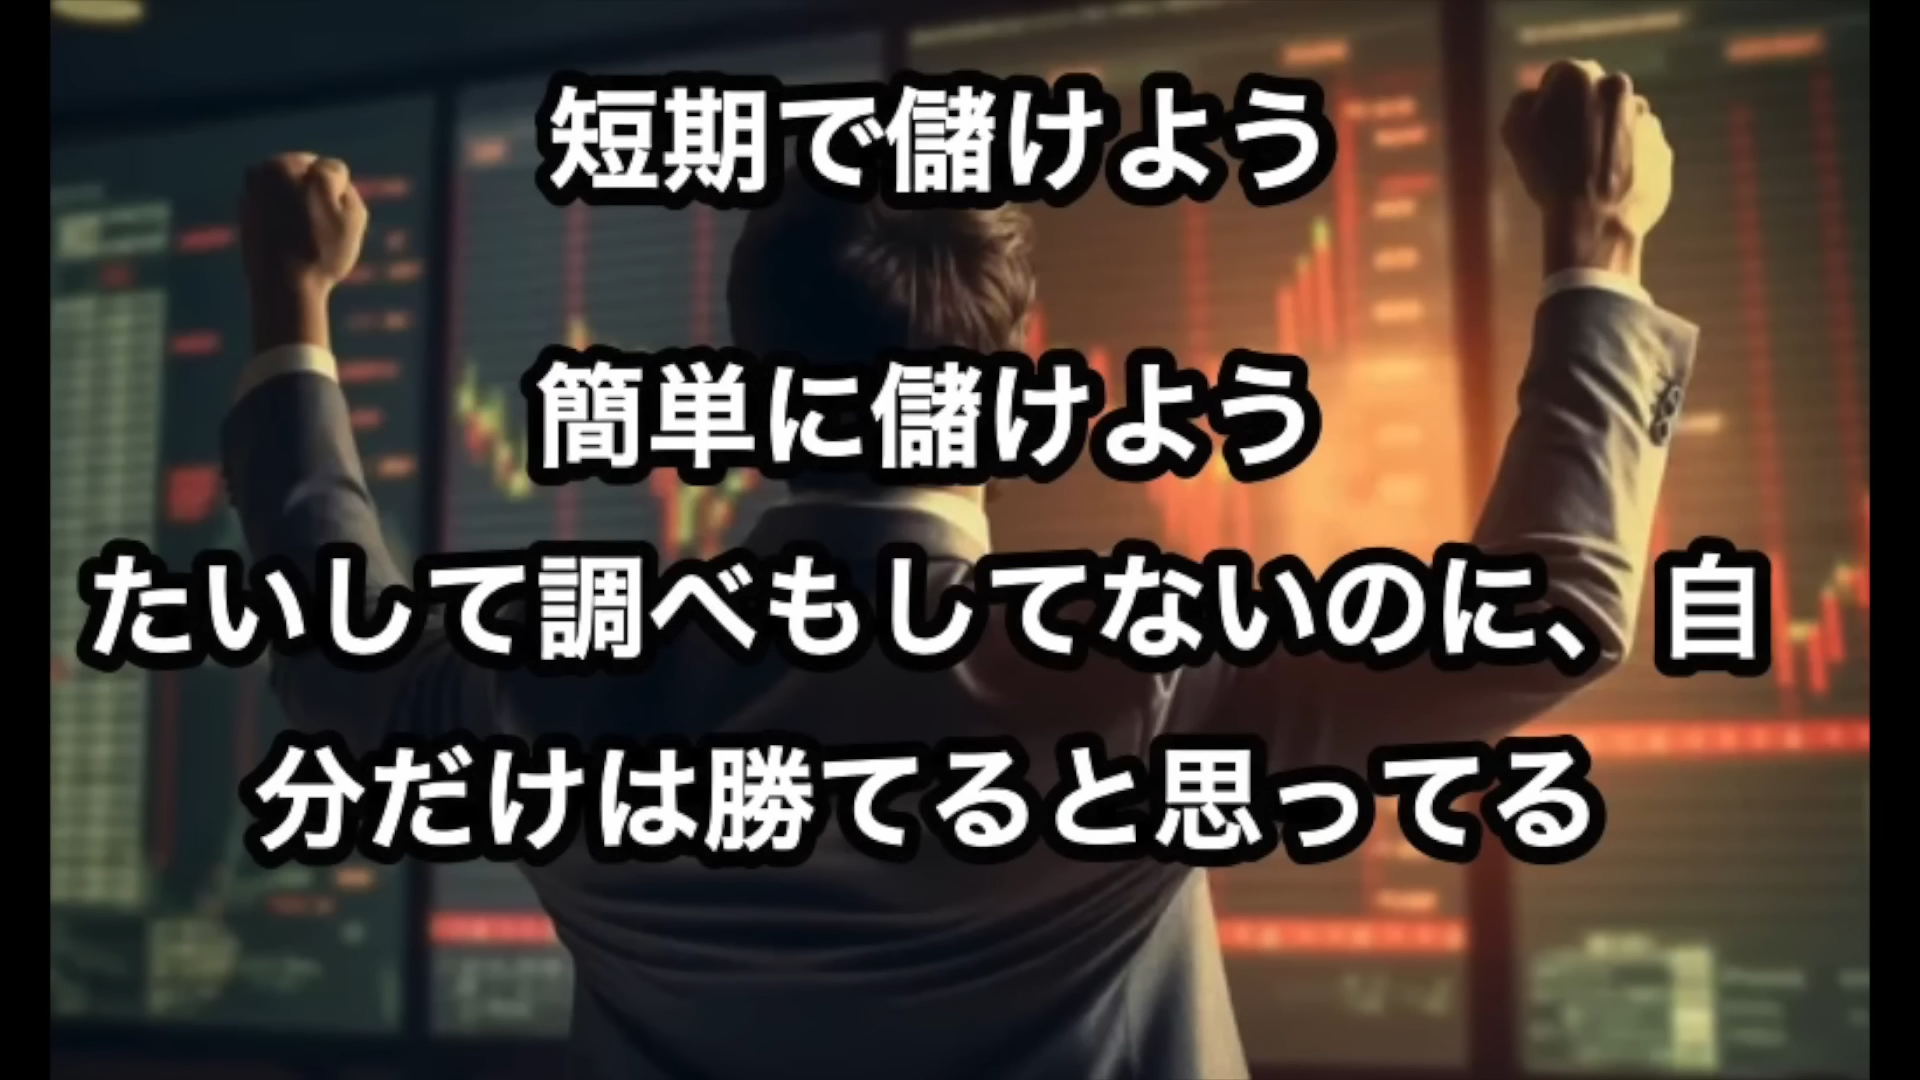 短期で儲けよう
簡単に儲けよう
たいして調べもしてないのに、自
分だけは勝てると思ってる